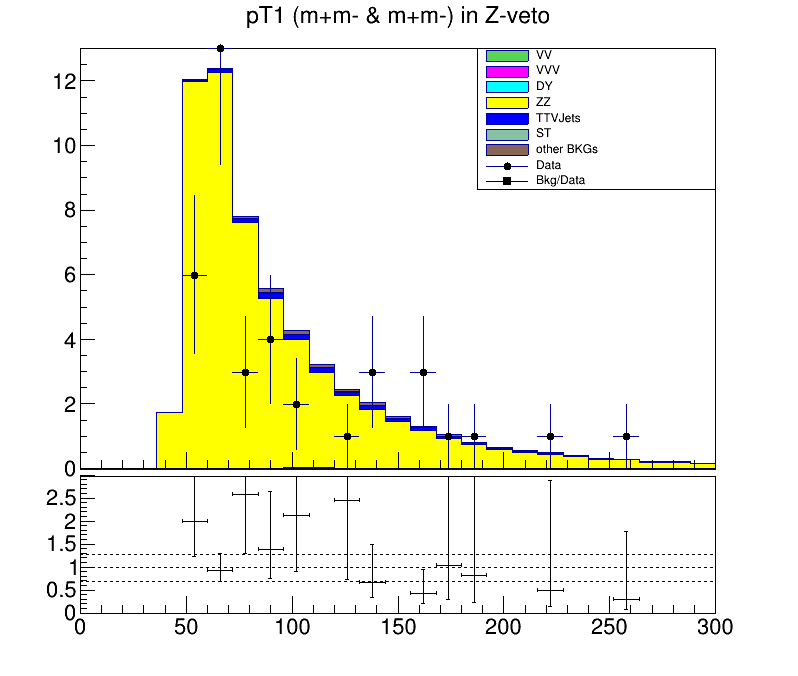 pT1 (m+m- & m+m-) in Z-veto
VV
VVV
DY
ZZ
TTVJets
ST
other BKGs
Data
Bkg/Data
12
10
8
6
4
2
0
2.5
2
1.5
1
0.5
0
0 50 100 150 200 250 300